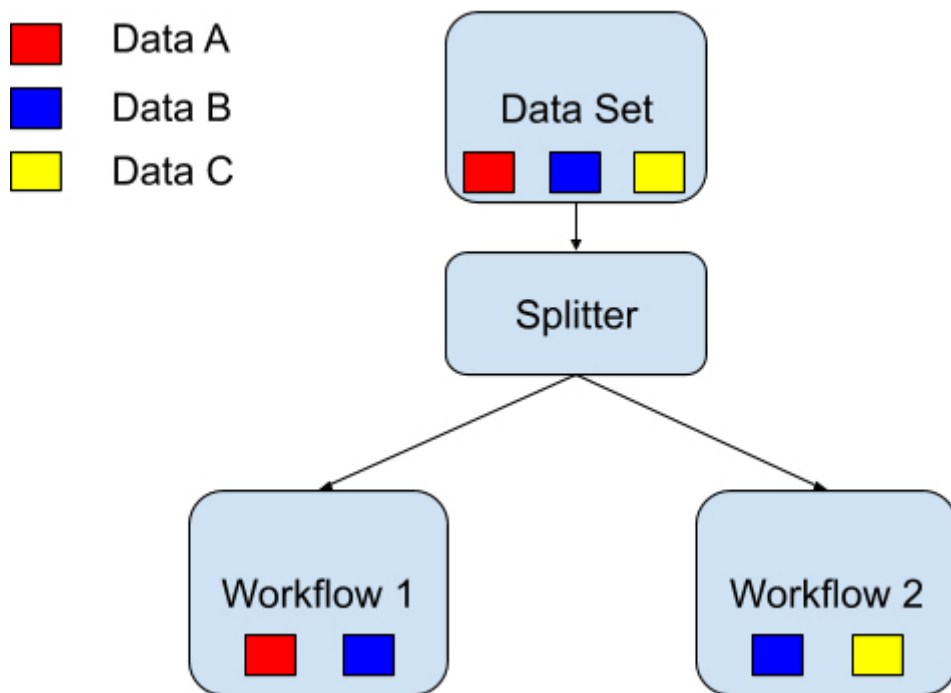 Data A
Data B
Data C
Data Set
Splitter
Workflow 1
Workflow 2